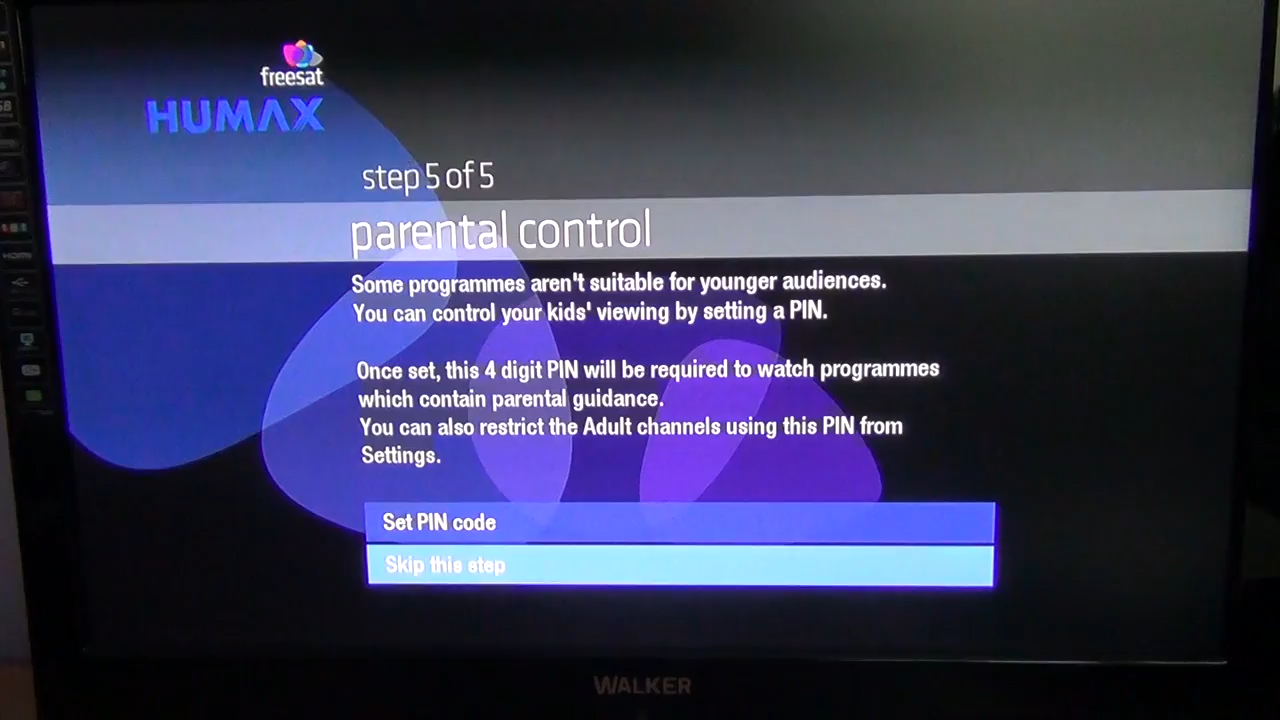 freesat
HUMAX
step 5 of 5
parental control
Some programmes aren't suitable for younger audiences.
You can control your kids' viewing by setting a PIN.
Once set, this 4 digit PIN will be required to watch programmes
which contain parental guidance.
You can also restrict the Adult channels using this PIN from
Settings.
Set PIN code
Skip this step
WALKER